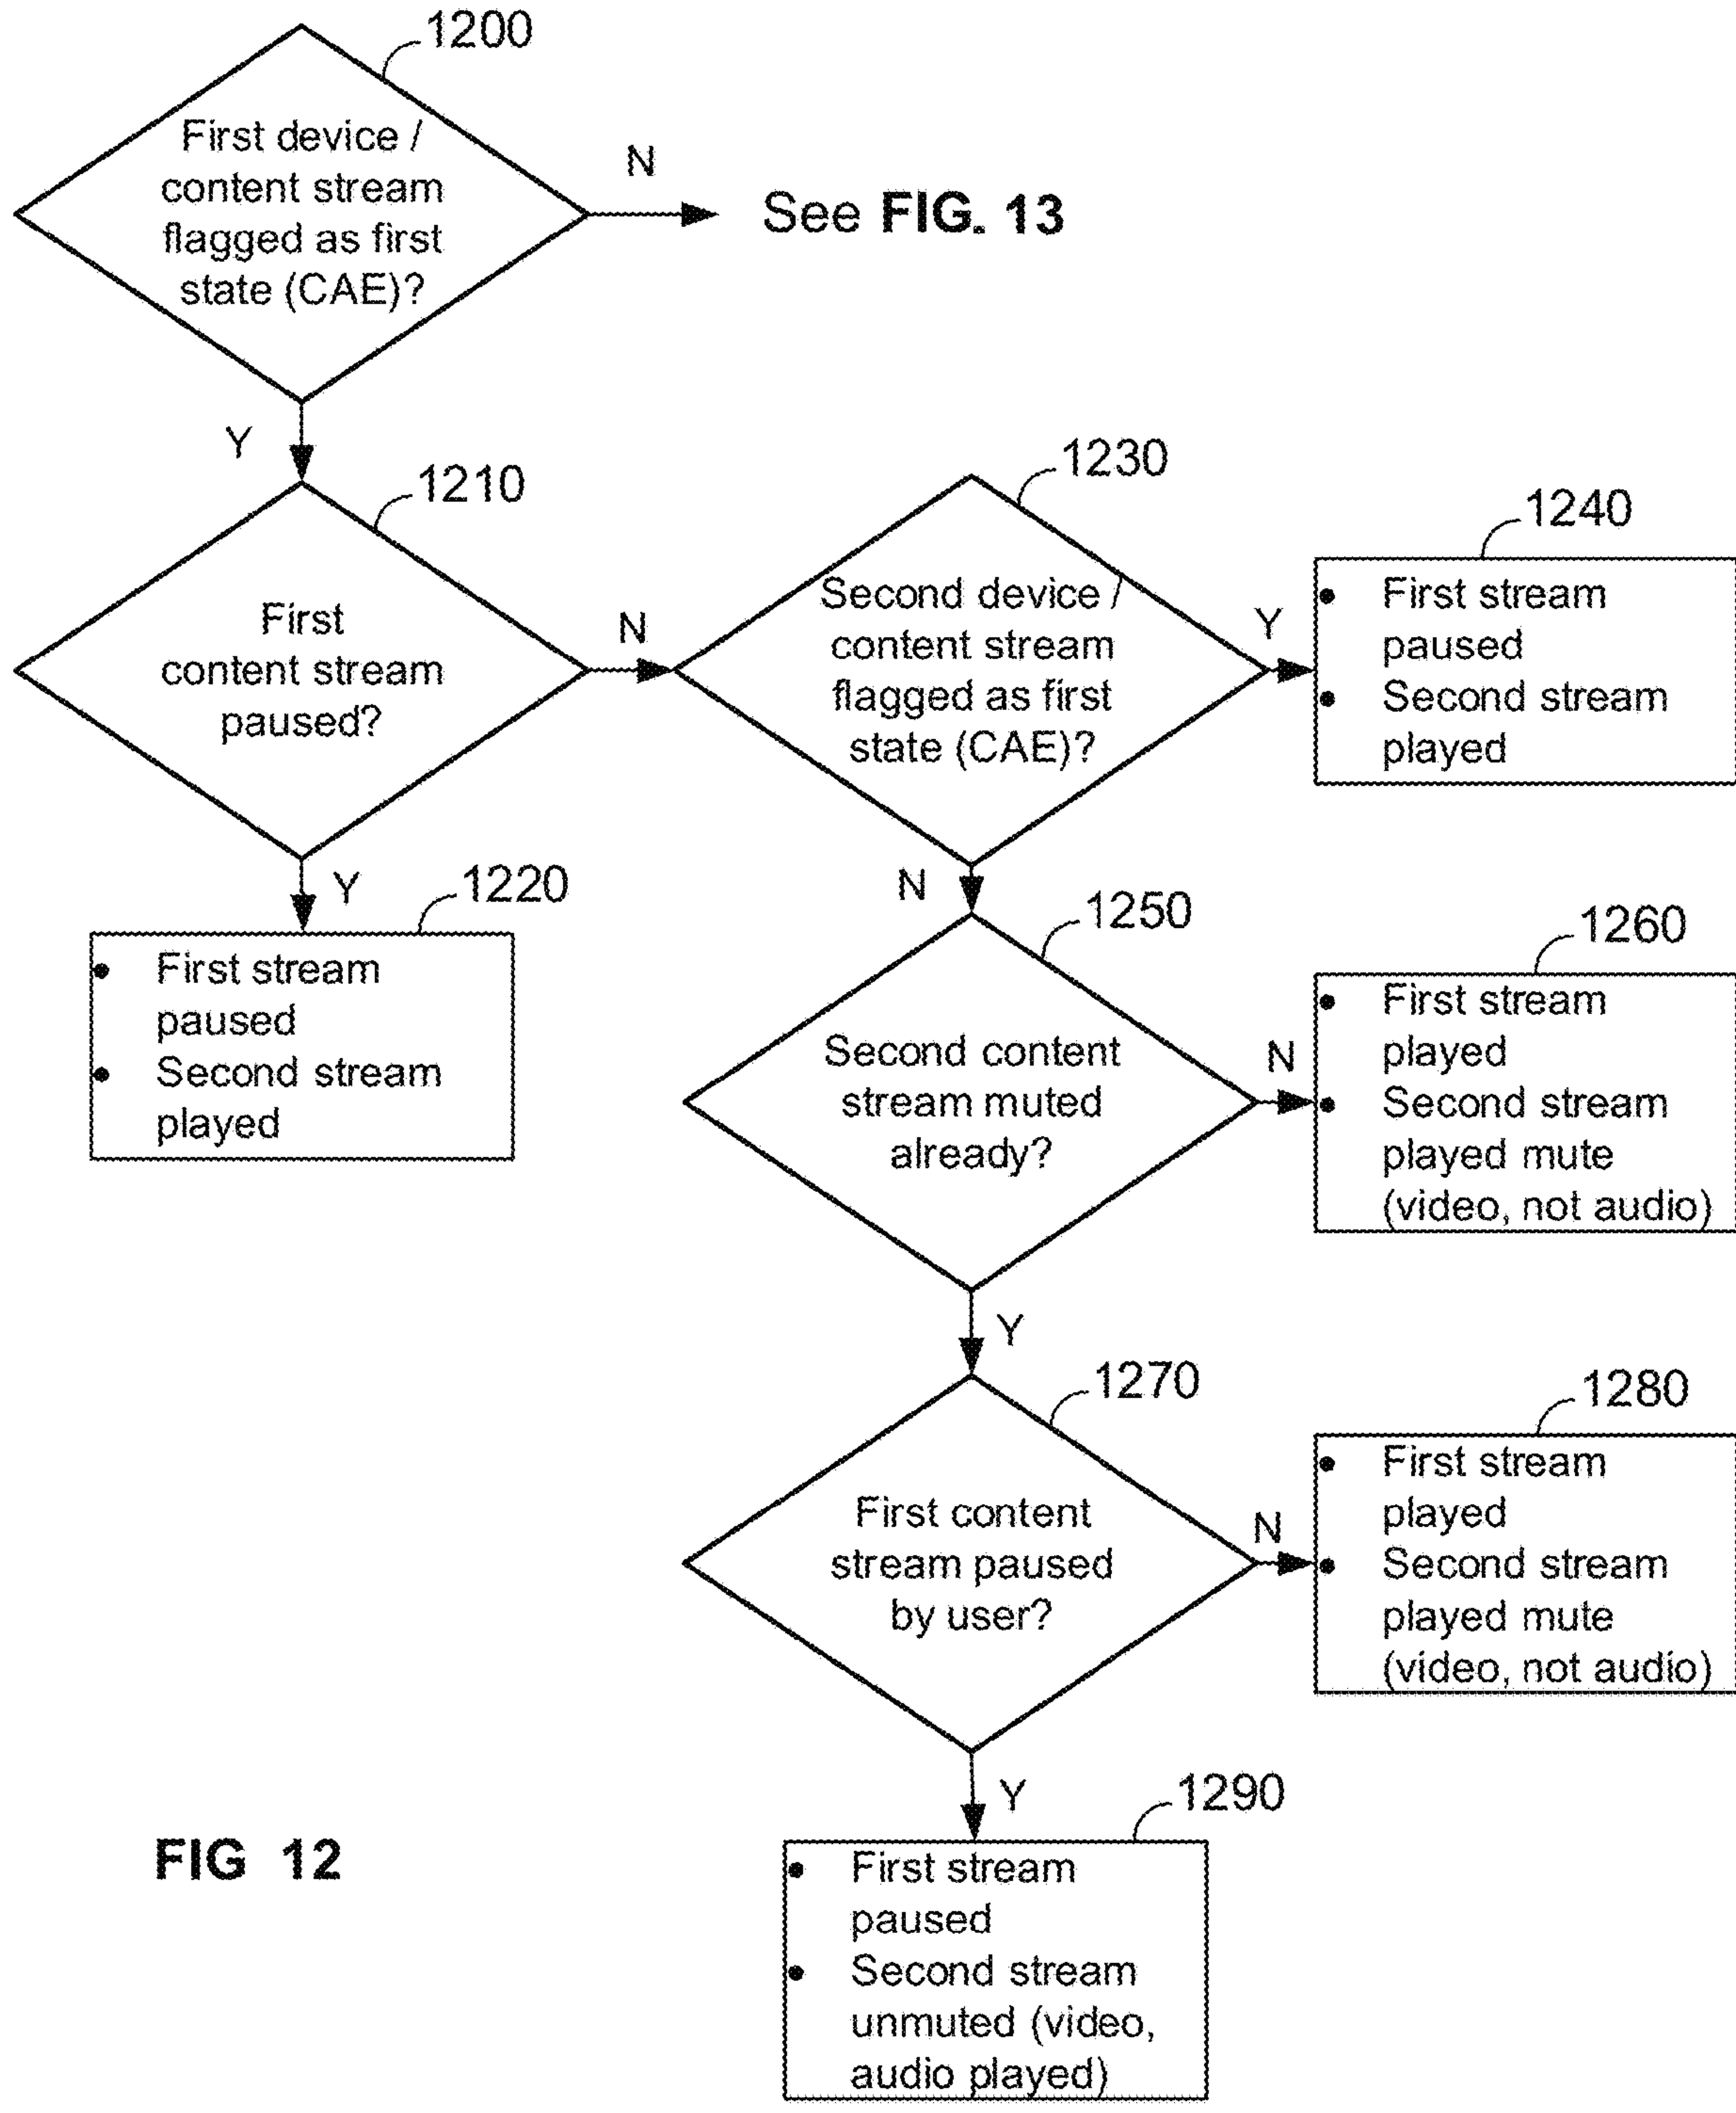 1200
First device /
content stream
flagged as first
state (CAE)?
N
See FIG. 13
Y
1210
First
content stream
paused?
N
1230
Second device /
content stream
flagged as first
state (CAE)?
Y
1240
• First stream
paused
• Second stream
played
Y
1220
• First stream
paused
• Second stream
played
N
1250
Second content
stream muted
already?
N
1260
• First stream
played
• Second stream
played mute
(video, not audio)
Y
1270
First content
stream paused
by user?
N
1280
• First stream
played
• Second stream
played mute
(video, not audio)
Y
1290
• First stream
paused
• Second stream
unmuted (video,
audio played)
FIG 12